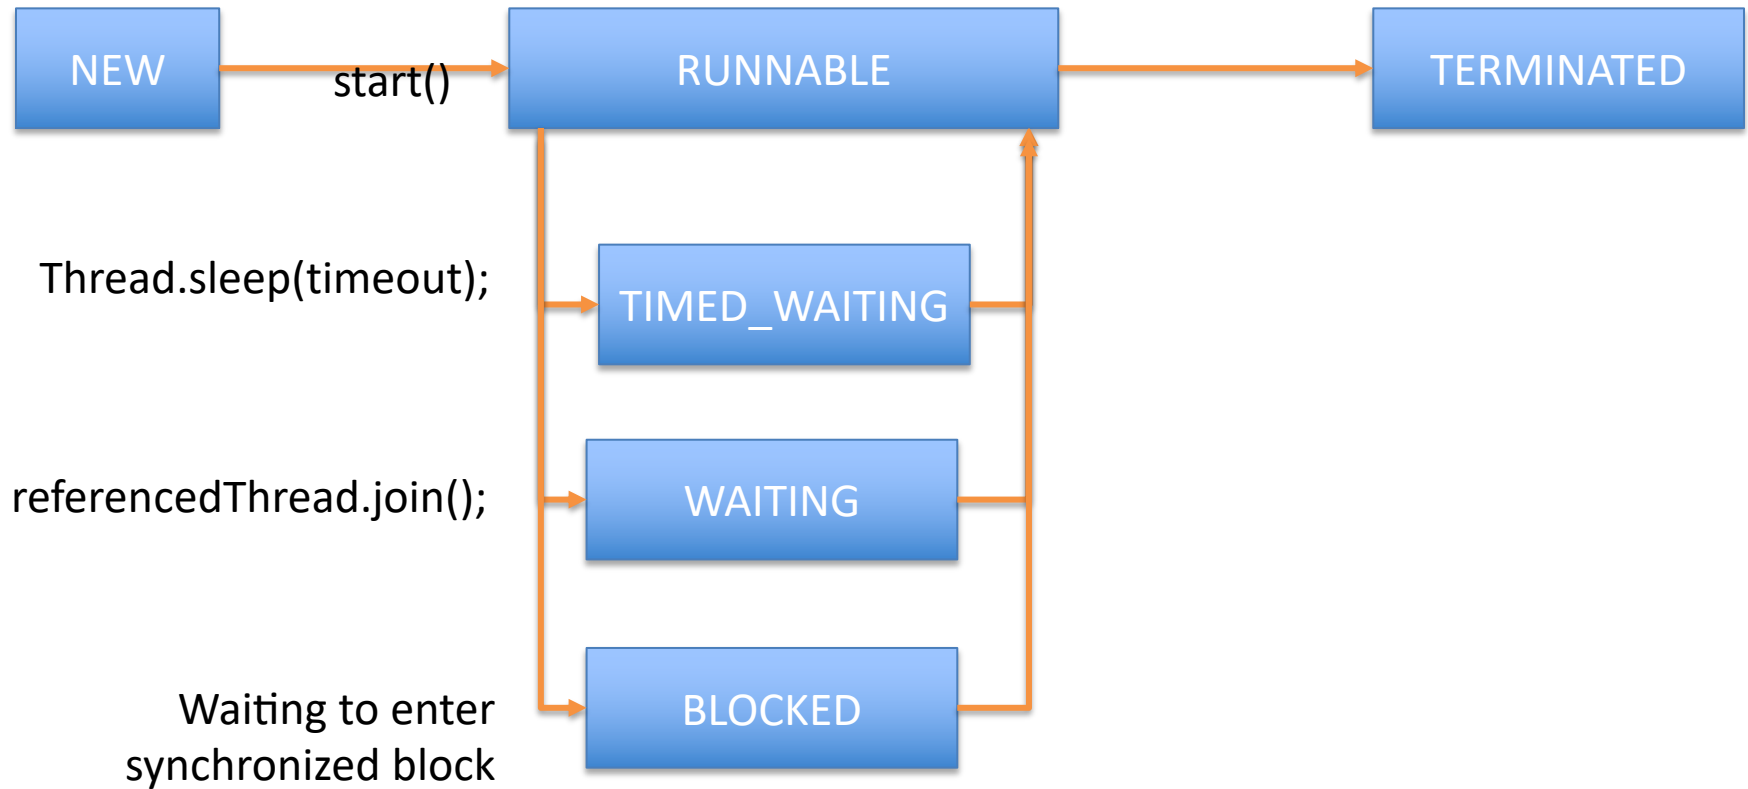 NEW
start()
RUNNABLE
TERMINATED
Thread.sleep(timeout);
TIMED_WAITING
referencedThread.join();
WAITING
Waiting to enter
synchronized block
BLOCKED